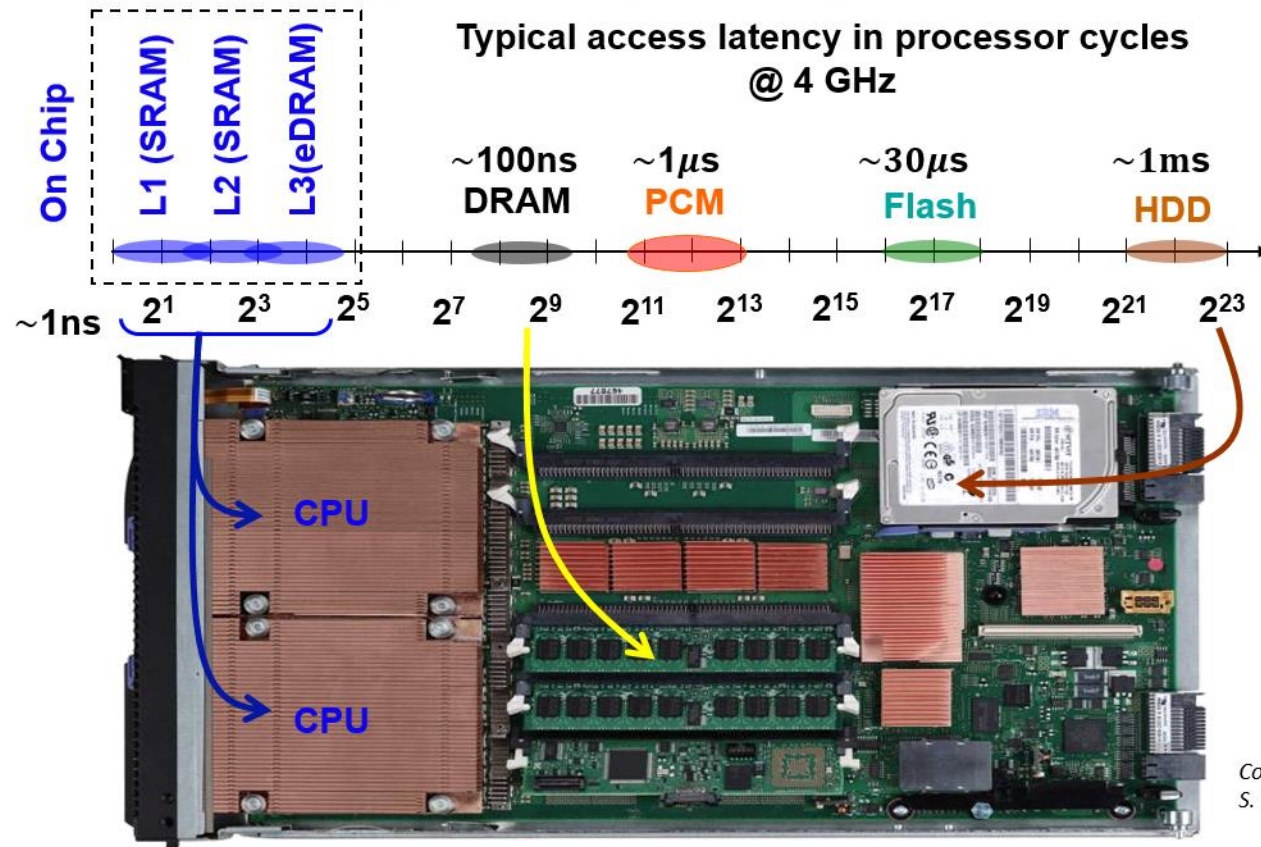 Typical access latency in processor cycles
@ 4 GHz
On Chip
L1 (SRAM)
L2 (SRAM)
L3(eDRAM)
~100ns
DRAM
~1μs
PCM
~30μs
Flash
~1ms
HDD
~1ns
2¹
2³
2⁵
2⁷
2⁹
2¹¹
2¹³
2¹⁵
2¹⁷
2¹⁹
2²¹
2²³
CPU
CPU
Co
S.